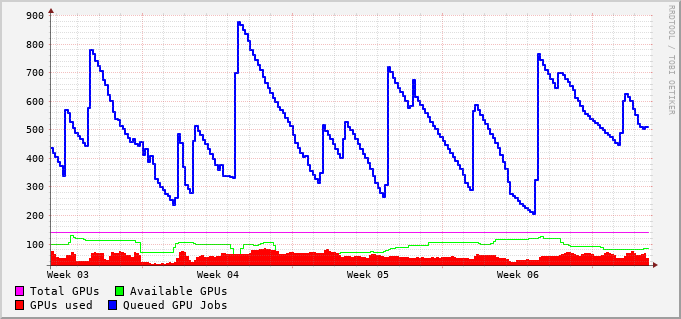 900
800
700
600
500
400
300
200
100
Week 03 Week 04 Week 05 Week 06
Total GPUs Available GPUs
GPUs used Queued GPU Jobs
RRDTOOL / TOBI OETIKER